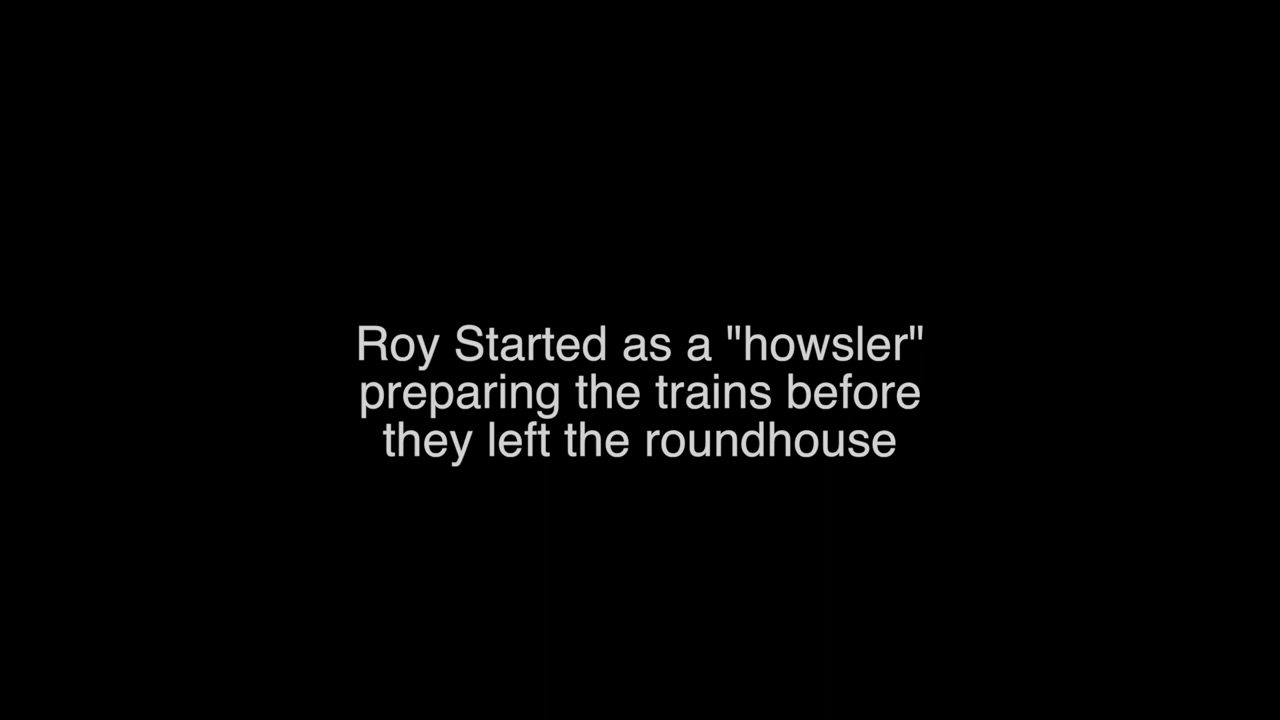 Roy Started as a "howsler"
preparing the trains before
they left the roundhouse